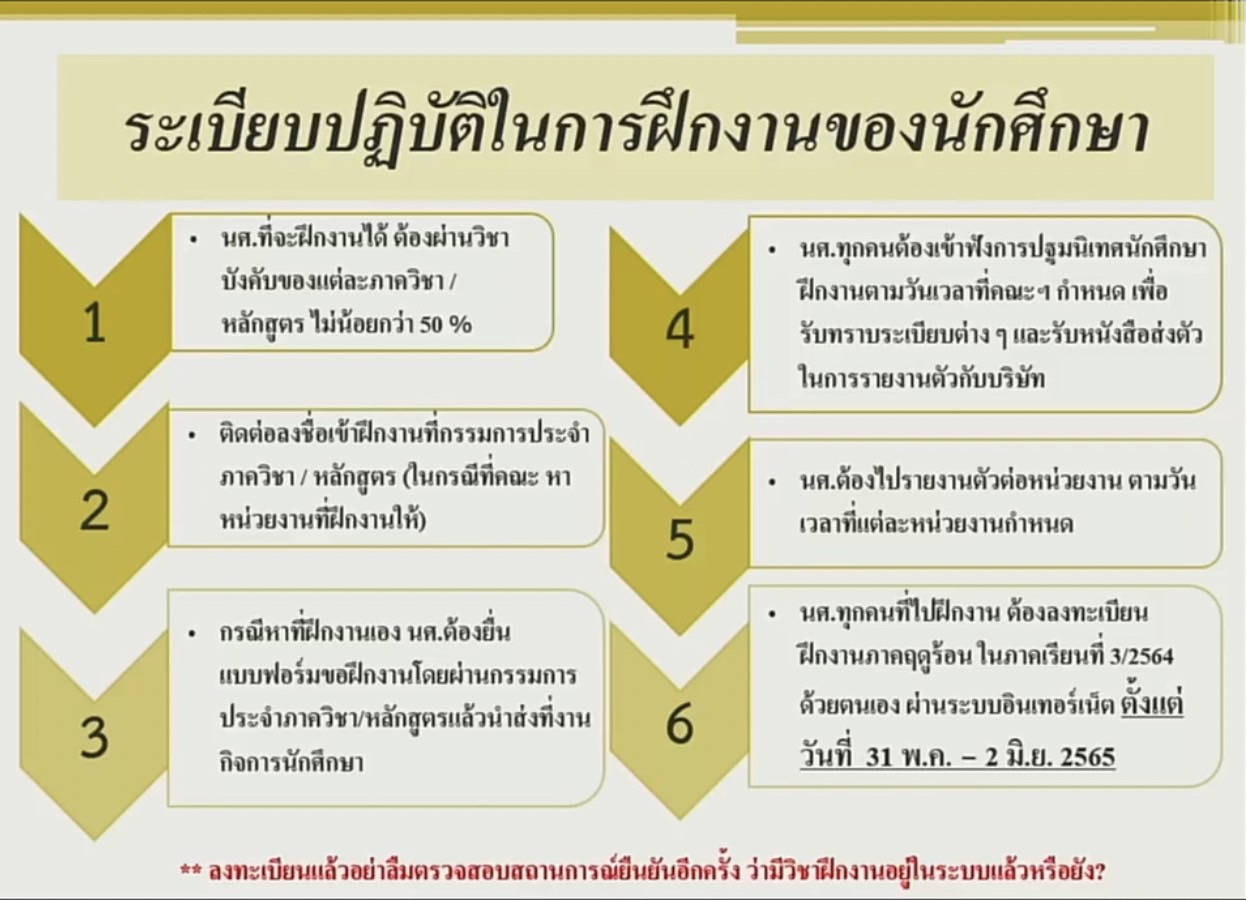 ระเบียบปฏิบัติในการฝึกงานของนักศึกษา
1
• นศ.ที่จะฝึกงานได้ ต้องผ่านวิชา
บังคับของแต่ละภาควิชา /
หลักสูตร ไม่น้อยกว่า 50 %
2
• ติดต่อลงชื่อเข้าฝึกงานที่กรรมการประจำ
ภาควิชา / หลักสูตร (ในกรณีที่คณะ หา
หน่วยงานที่ฝึกงานให้)
3
• กรณีหาที่ฝึกงานเอง นศ.ต้องยื่น
แบบฟอร์มขอฝึกงานโดยผ่านกรรมการ
ประจำภาควิชา/หลักสูตรแล้วนำส่งที่งาน
กิจการนักศึกษา
4
• นศ.ทุกคนต้องเข้าฟังการปฐมนิเทศนักศึกษา
ฝึกงานตามวันเวลาที่คณะฯ กำหนด เพื่อ
รับทราบระเบียบต่าง ๆ และรับหนังสือส่งตัว
ในการรายงานตัวกับบริษัท
5
• นศ.ต้องไปรายงานตัวต่อหน่วยงาน ตามวัน
เวลาที่แต่ละหน่วยงานกำหนด
6
• นศ.ทุกคนที่ไปฝึกงาน ต้องลงทะเบียน
ฝึกงานภาคฤดูร้อน ในภาคเรียนที่ 3/2564
ด้วยตนเอง ผ่านระบบอินเทอร์เน็ต ตั้งแต่
วันที่ 31 พ.ค. – 2 มิ.ย. 2565
** ลงทะเบียนแล้วอย่าลืมตรวจสอบสถานการณ์ยืนยันอีกครั้ง ว่ามีวิชาฝึกงานอยู่ในระบบแล้วหรือยัง?